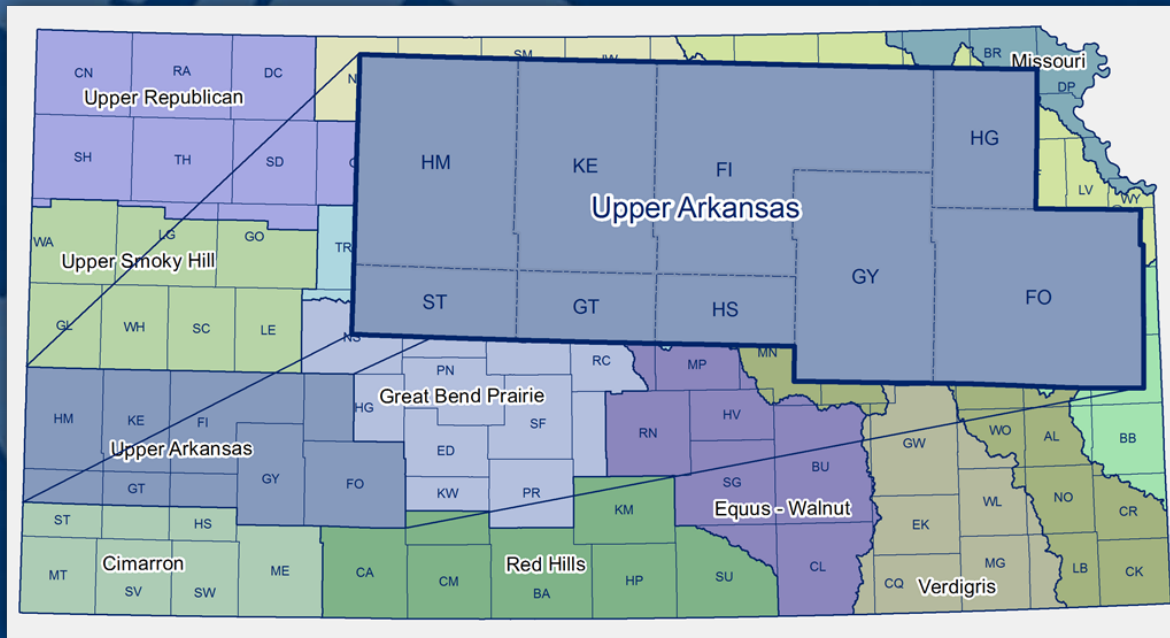 SM
BR
Missouri
DP
CN
RA
DC
Upper Republican
SH
TH
SD
HM
KE
FI
HG
Upper Arkansas
ST
GT
HS
GY
FO
LV
WY
WA
LG
GO
TR
Upper Smoky Hill
GL
WH
SC
LE
NS
PN
RC
MP
MN
HG
Great Bend Prairie
SF
HV
RN
HM
KE
FI
Upper Arkansas
GT
GY
FO
ED
KW
PR
GW
WO
AL
BB
BU
SG
Equus - Walnut
KM
WL
NO
CR
EK
ST
HS
Cimarron
MT
SV
SW
ME
CA
CM
Red Hills
BA
HP
SU
CL
CQ
MG
Verdigris
LB
CK